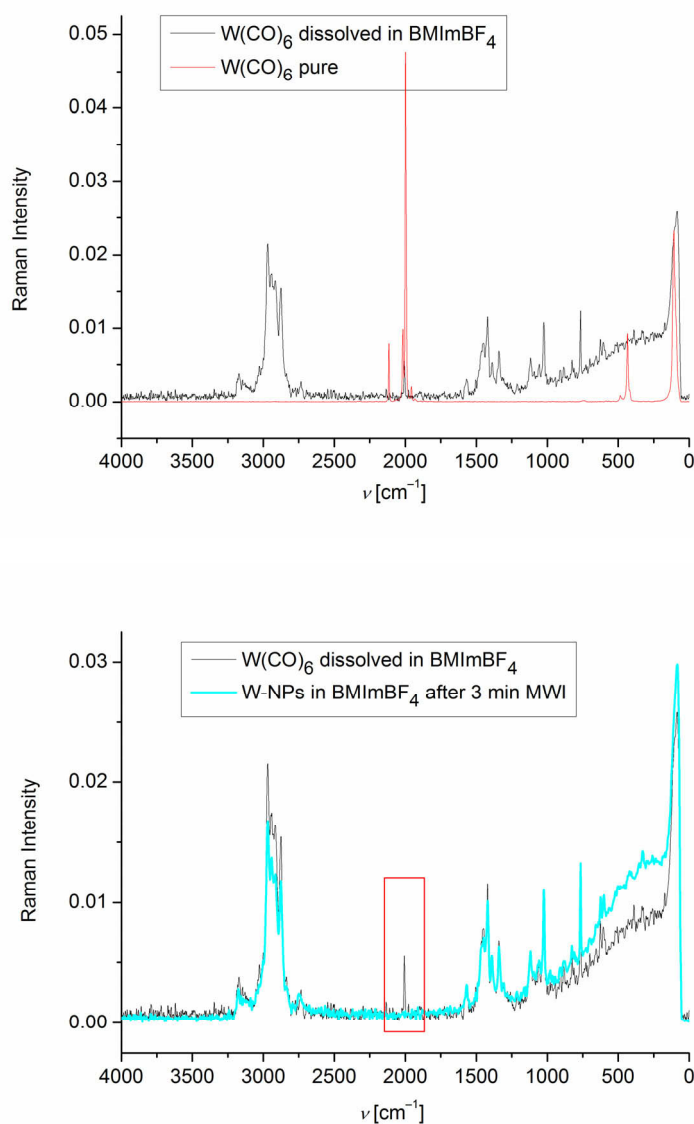 W(CO)6 dissolved in BMImBF4
W(CO)6 pure
0.05
0.04
0.03
0.02
0.01
0.00
Raman Intensity
4000 3500 3000 2500 2000 1500 1000 500 0
ν [cm−1]
W(CO)6 dissolved in BMImBF4
W-NPs in BMImBF4 after 3 min MWI
0.03
0.02
0.01
0.00
Raman Intensity
4000 3500 3000 2500 2000 1500 1000 500 0
ν [cm−1]